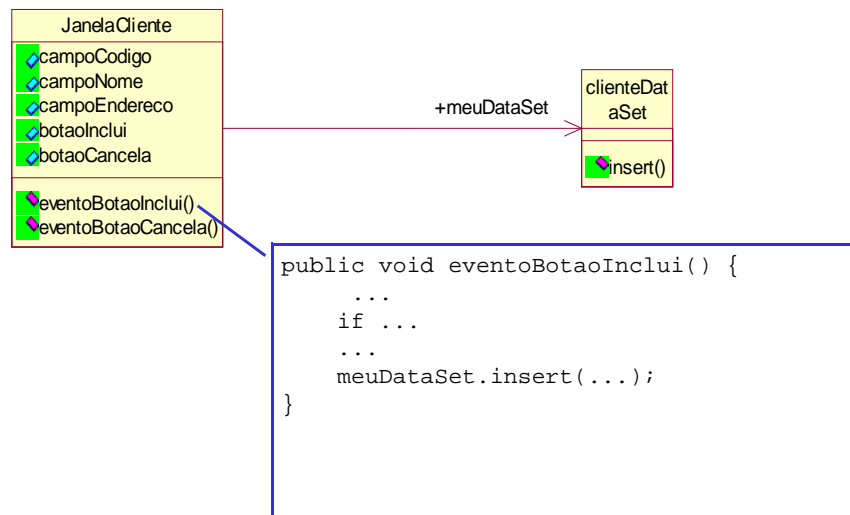 JanelaCliente
campoCodigo
campoNome
campoEndereco
botaoInclui
botaoCancela
eventoBotaoInclui()
eventoBotaoCancela()
+meuDataSet
clienteDat
aSet
insert()
public void eventoBotaoInclui() {
...
if ...
...
meuDataSet.insert(...);
}